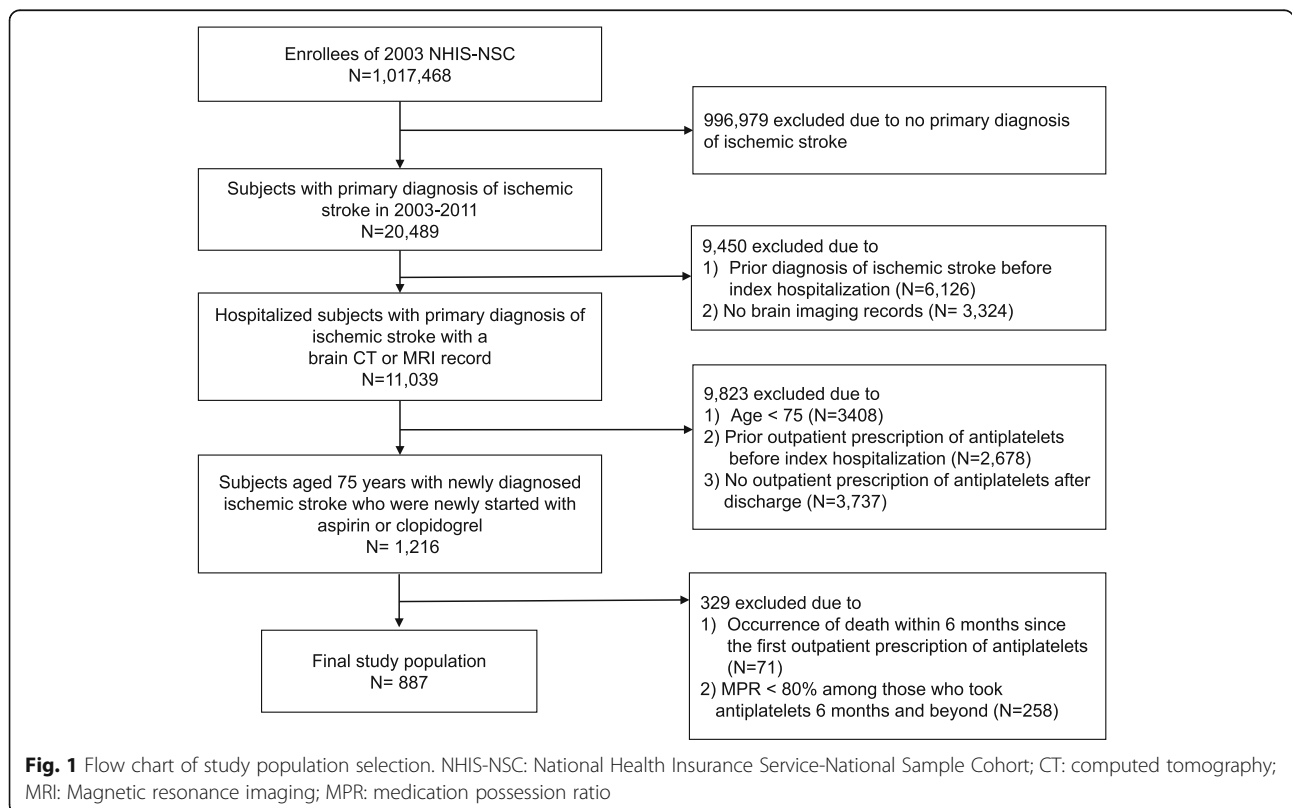 Enrollees of 2003 NHIS-NSC
N=1,017,468
996,979 excluded due to no primary diagnosis
of ischemic stroke
Subjects with primary diagnosis of ischemic
stroke in 2003-2011
N=20,489
9,450 excluded due to
1) Prior diagnosis of ischemic stroke before
index hospitalization (N=6,126)
2) No brain imaging records (N= 3,324)
Hospitalized subjects with primary diagnosis of
ischemic stroke with a
brain CT or MRI record
N=11,039
9,823 excluded due to
1) Age < 75 (N=3408)
2) Prior outpatient prescription of antiplatelets
before index hospitalization (N=2,678)
3) No outpatient prescription of antiplatelets after
discharge (N=3,737)
Subjects aged 75 years with newly diagnosed
ischemic stroke who were newly started with
aspirin or clopidogrel
N= 1,216
329 excluded due to
1) Occurrence of death within 6 months since
the first outpatient prescription of antiplatelets
(N=71)
2) MPR < 80% among those who took
antiplatelets 6 months and beyond (N=258)
Final study population
N= 887
Fig. 1 Flow chart of study population selection. NHIS-NSC: National Health Insurance Service-National Sample Cohort; CT: computed tomography;
MRI: Magnetic resonance imaging; MPR: medication possession ratio